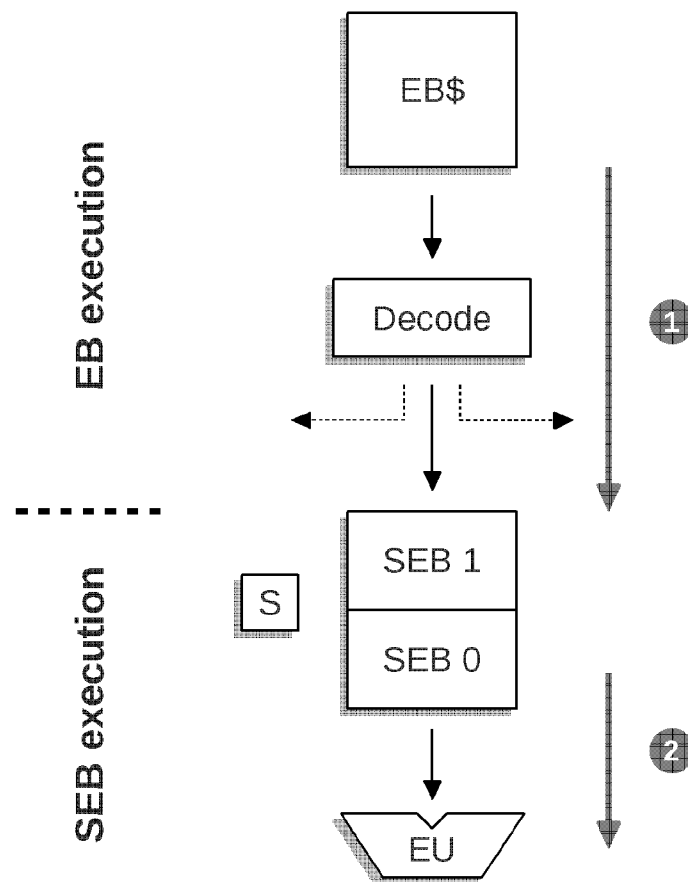 EB$
EB execution
Decode
1
SEB 1
S
SEB 0
SEB execution
2
EU